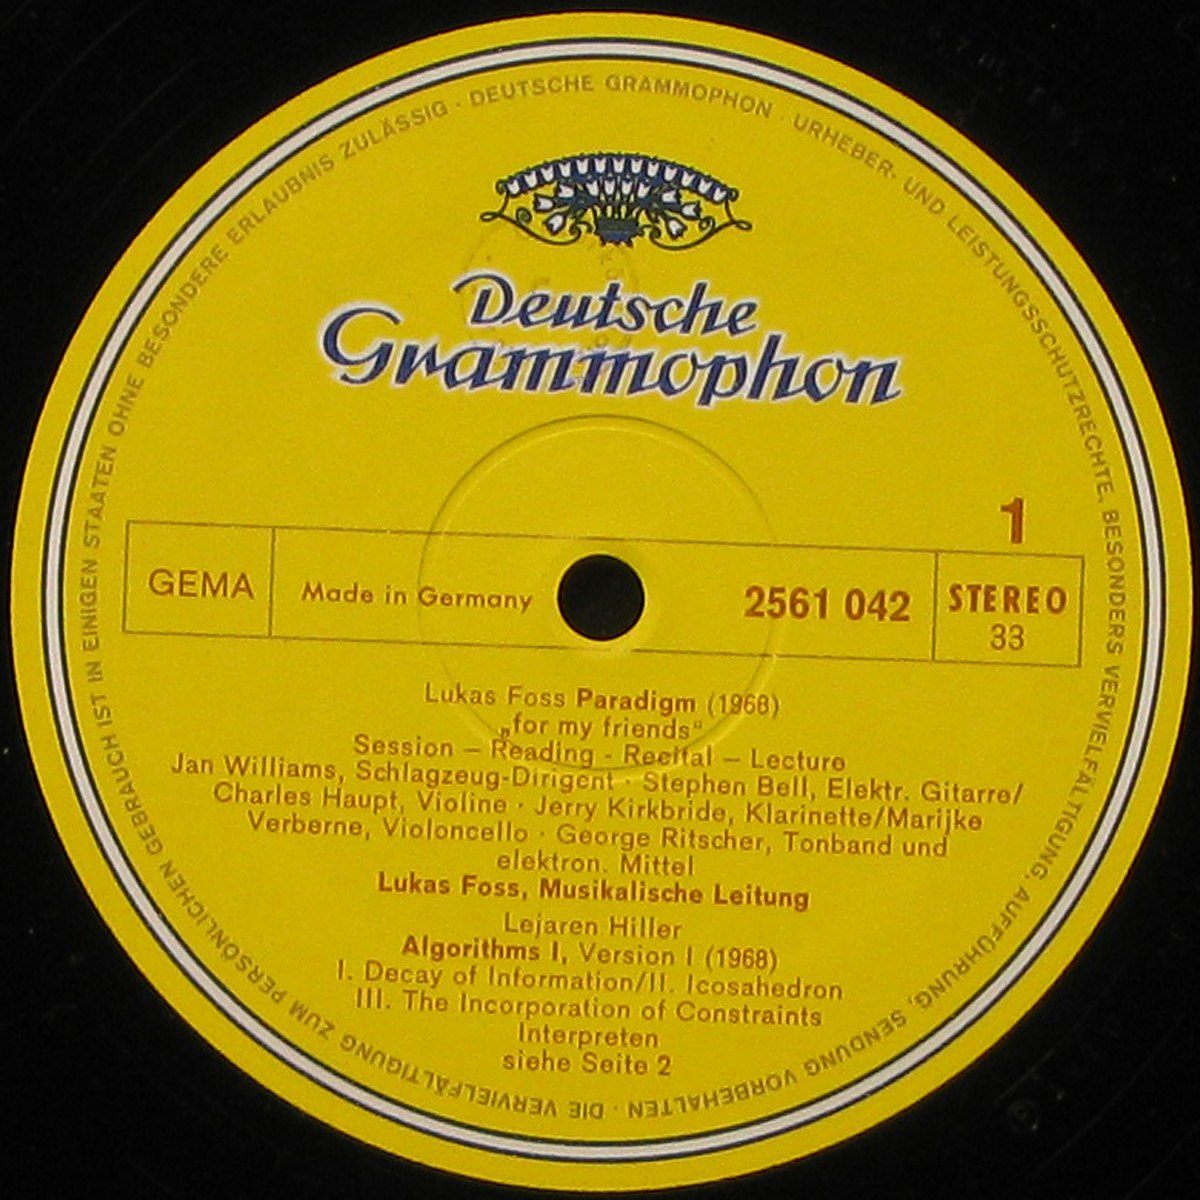 DEUTSCHE GRAMMOPHON · URHEBER- UND LEISTUNGSSCHUTZRECHTE, BESONDERS VERVIELFÄLTIGUNG, AUFFÜHRUNG, SENDUNG VORBEHALTEN · DIE VERVIELFÄLTIGUNG ZUM PERSÖNLICHEN GEBRAUCH IST IN EINIGEN STAATEN OHNE BESONDERE ERLAUBNIS ZULÄSSIG ·
Deutsche
Grammophon
1
GEMA
Made in Germany
2561 042
STEREO
33
Lukas Foss Paradigm (1968)
„for my friends“
Session – Reading - Recital – Lecture
Jan Williams, Schlagzeug-Dirigent · Stephen Bell, Elektr. Gitarre/
Charles Haupt, Violine · Jerry Kirkbride, Klarinette/Marijke
Verberne, Violoncello · George Ritscher, Tonband und
elektron. Mittel
Lukas Foss, Musikalische Leitung
Lejaren Hiller
Algorithms I, Version I (1968)
I. Decay of Information/II. Icosahedron
III. The Incorporation of Constraints
Interpreten
siehe Seite 2